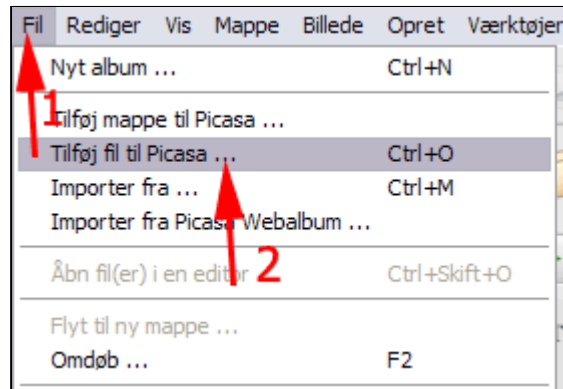 Fil Rediger Vis Mappe Billede Opret Værktøjer
Nyt album ... Ctrl+N
1
Tilføj mappe til Picasa ...
Tilføj fil til Picasa ... Ctrl+O
Importer fra ... Ctrl+M
Importer fra Picasa Webalbum ...
2
Åbn fil(er) i en editor Ctrl+Skift+O
Flyt til ny mappe ...
Omdøb ... F2